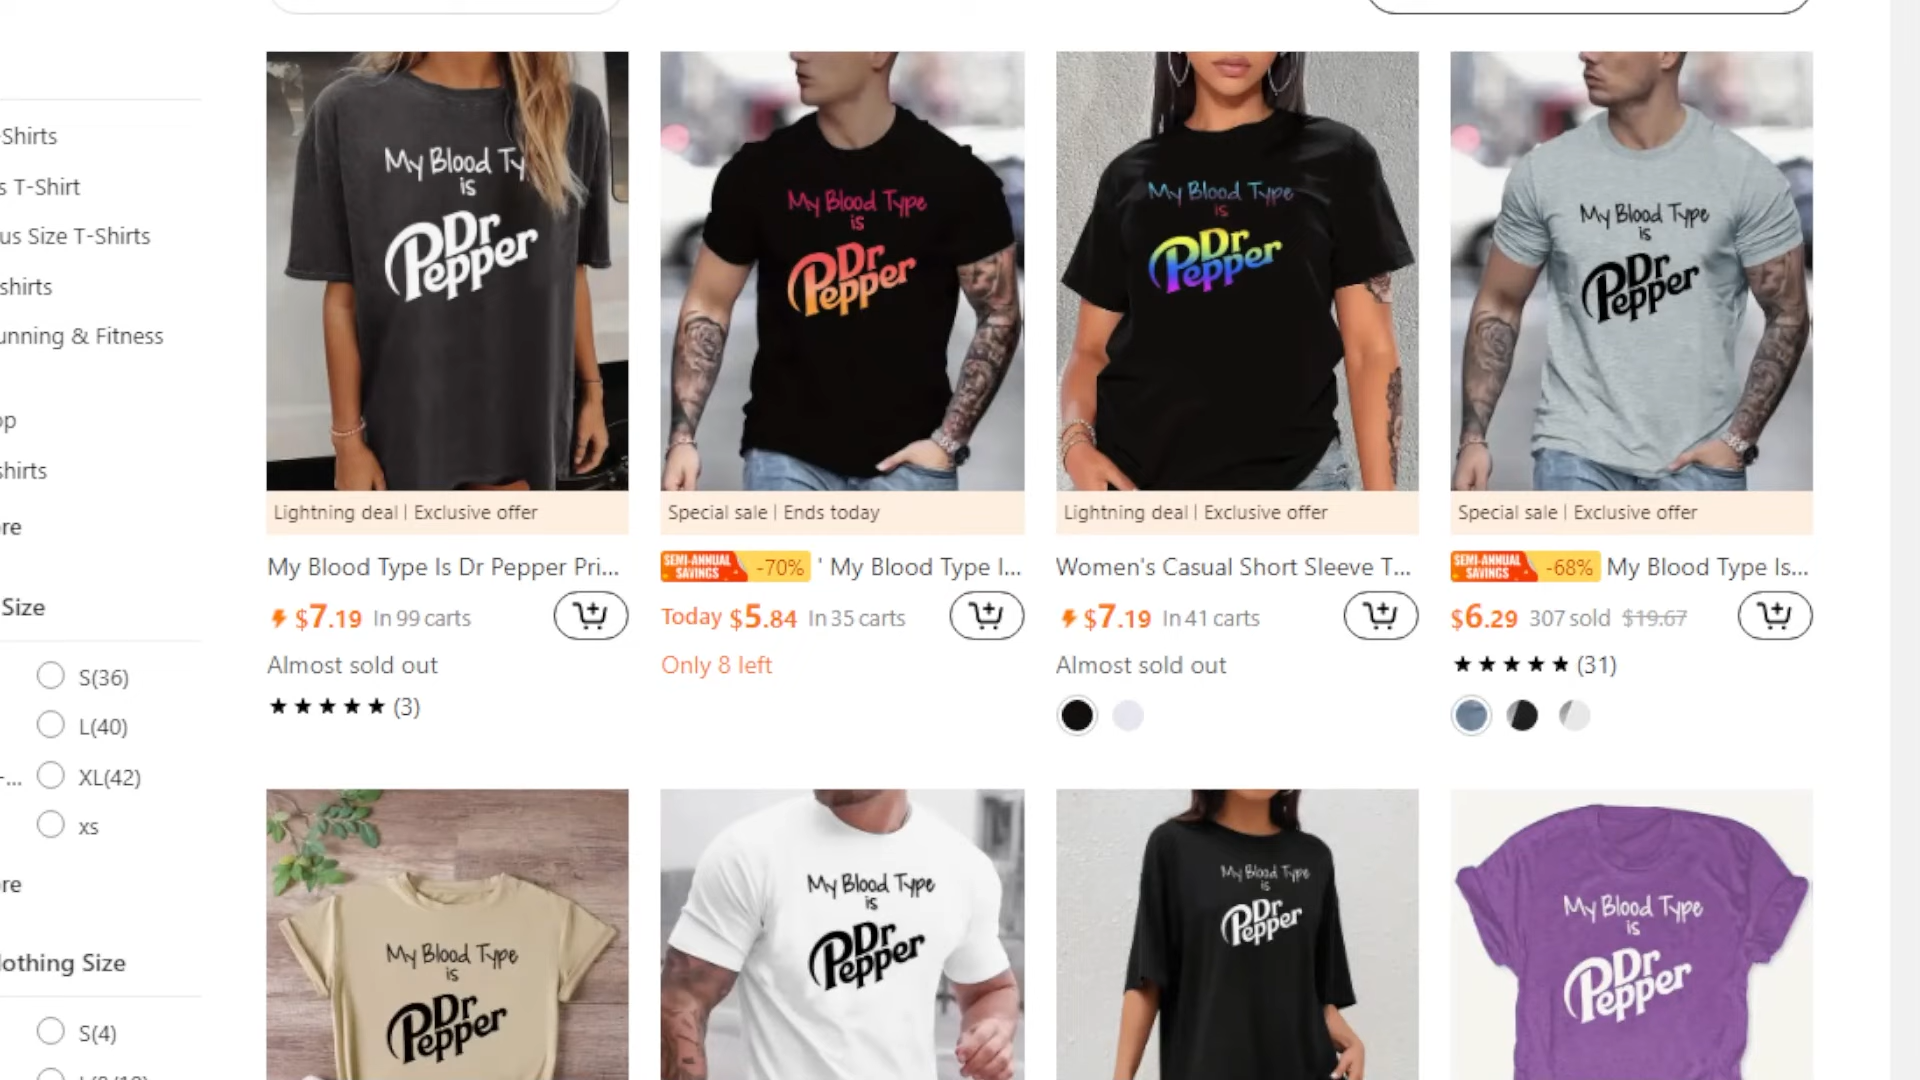 -Shirts
s T-Shirt
us Size T-Shirts
shirts
unning & Fitness
op
shirts
re
Size
S(36)
L(40)
-... XL(42)
xs
re
lothing Size
S(4)
My Blood Ty
is
Dr
Pepper
Lightning deal | Exclusive offer
My Blood Type Is Dr Pepper Pri...
$7.19 In 99 carts
Almost sold out
(3)
My Blood Type
is
Dr
Pepper
Special sale | Ends today
SEMI-ANNUAL
SAVINGS
-70% ' My Blood Type I...
Today $5.84 In 35 carts
Only 8 left
My Blood Type
is
Dr
Pepper
Lightning deal | Exclusive offer
Women's Casual Short Sleeve T...
$7.19 In 41 carts
Almost sold out
My Blood Type
is
Dr
Pepper
Special sale | Exclusive offer
SEMI-ANNUAL
SAVINGS
-68% My Blood Type Is...
$6.29 307 sold $19.67
(31)
My Blood Type
is
Dr
Pepper
My Blood Type
is
Dr
Pepper
My Blood Type
is
Dr
Pepper
My Blood Type
is
Dr
Pepper